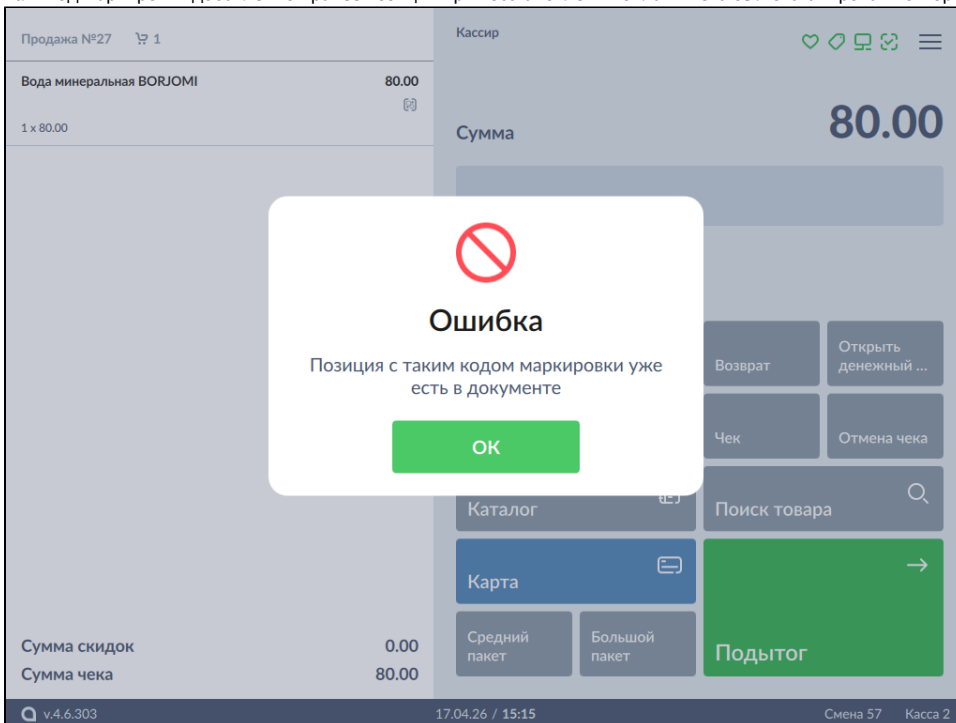 Продажа №27 1
Кассир
Вода минеральная BORJOMI 80.00
1 x 80.00
Сумма 80.00
Ошибка
Позиция с таким кодом маркировки уже
есть в документе
ОК
Возврат
Открыть
денежный ...
Чек
Отмена чека
Каталог
Поиск товара
Карта
Средний
пакет
Большой
пакет
Подытог
Сумма скидок 0.00
Сумма чека 80.00
v.4.6.303
17.04.26 / 15:15
Смена 57 Касса 2